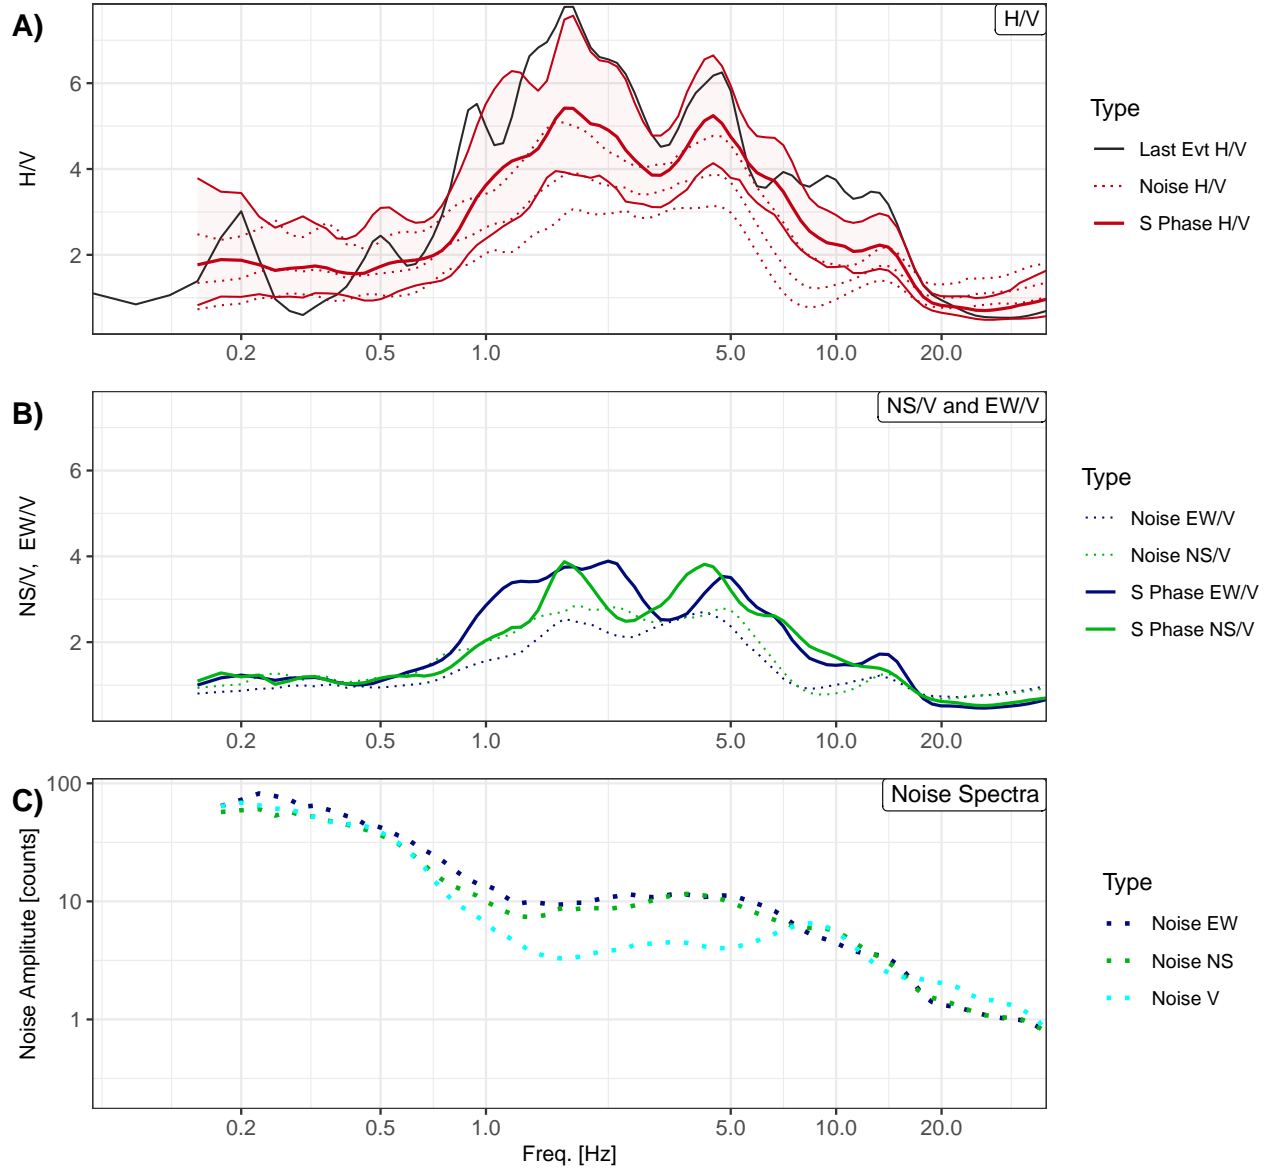 A)
H/V
6
4
2
H/V
0.2 0.5 1.0 5.0 10.0 20.0
Type
Last Evt H/V
Noise H/V
S Phase H/V
B)
NS/V and EW/V
6
4
2
NS/V, EW/V
0.2 0.5 1.0 5.0 10.0 20.0
Type
Noise EW/V
Noise NS/V
S Phase EW/V
S Phase NS/V
C)
Noise Spectra
100
10
1
Noise Amplitute [counts]
0.2 0.5 1.0 5.0 10.0 20.0
Freq. [Hz]
Type
Noise EW
Noise NS
Noise V